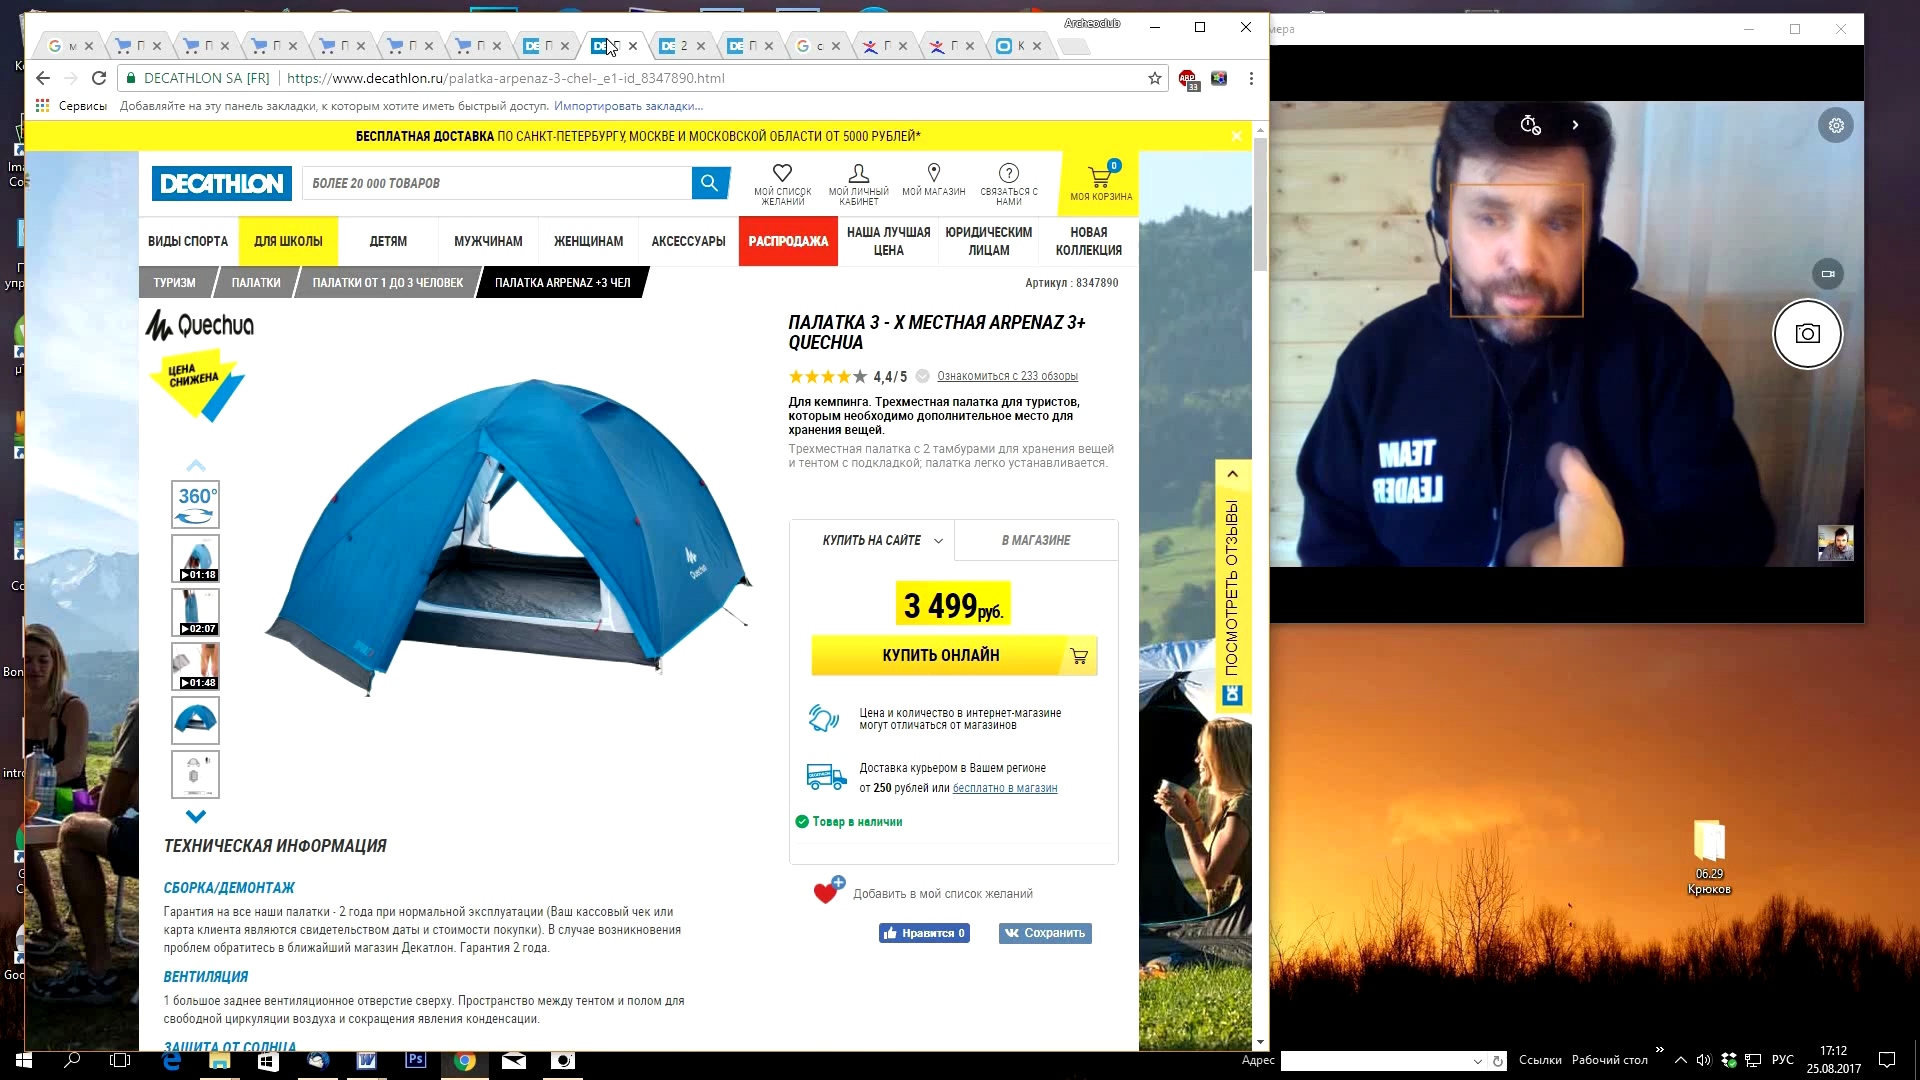 Archeoclub
DECATHLON SA [FR]
https://www.decathlon.ru/palatka-arpenaz-3-chel-_e1-id_8347890.html
Сервисы
Добавляйте на эту панель закладки, к которым хотите иметь быстрый доступ.
Импортировать закладки...
33
БЕСПЛАТНАЯ ДОСТАВКА ПО САНКТ-ПЕТЕРБУРГУ, МОСКВЕ И МОСКОВСКОЙ ОБЛАСТИ ОТ 5000 РУБЛЕЙ*
DECATHLON
БОЛЕЕ 20 000 ТОВАРОВ
МОЙ СПИСОК
ЖЕЛАНИЙ
МОЙ ЛИЧНЫЙ
КАБИНЕТ
МОЙ МАГАЗИН
СВЯЗАТЬСЯ С
НАМИ
0
МОЯ КОРЗИНА
ВИДЫ СПОРТА
ДЛЯ ШКОЛЫ
ДЕТЯМ
МУЖЧИНАМ
ЖЕНЩИНАМ
АКСЕССУАРЫ
РАСПРОДАЖА
НАША ЛУЧШАЯ
ЦЕНА
ЮРИДИЧЕСКИМ
ЛИЦАМ
НОВАЯ
КОЛЛЕКЦИЯ
ТУРИЗМ
ПАЛАТКИ
ПАЛАТКИ ОТ 1 ДО 3 ЧЕЛОВЕК
ПАЛАТКА ARPENAZ +3 ЧЕЛ
Артикул : 8347890
Quechua
ЦЕНА
СНИЖЕНА
360°
01:18
02:07
01:48
Quechua
ПАЛАТКА 3 - Х МЕСТНАЯ ARPENAZ 3+
QUECHUA
4,4/5
Ознакомиться с 233 обзоры
Для кемпинга. Трехместная палатка для туристов,
которым необходимо дополнительное место для
хранения вещей.
Трехместная палатка с 2 тамбурами для хранения вещей
и тентом с подкладкой; палатка легко устанавливается.
КУПИТЬ НА САЙТЕ
В МАГАЗИНЕ
3 499руб.
КУПИТЬ ОНЛАЙН
Цена и количество в интернет-магазине
могут отличаться от магазинов
Доставка курьером в Вашем регионе
от 250 рублей или бесплатно в магазин
Товар в наличии
Добавить в мой список желаний
Нравится 0
Сохранить
ПОСМОТРЕТЬ ОТЗЫВЫ
ТЕХНИЧЕСКАЯ ИНФОРМАЦИЯ
СБОРКА/ДЕМОНТАЖ
Гарантия на все наши палатки - 2 года при нормальной эксплуатации (Ваш кассовый чек или
карта клиента являются свидетельством даты и стоимости покупки). В случае возникновения
проблем обратитесь в ближайший магазин Декатлон. Гарантия 2 года.
ВЕНТИЛЯЦИЯ
1 большое заднее вентиляционное отверстие сверху. Пространство между тентом и полом для
свободной циркуляции воздуха и сокращения явления конденсации.
ЗАЩИТА ОТ СОЛНЦА
TEAM
LEADER
06.29
Крюков
Адрес
Ссылки
Рабочий стол
РУС
17:12
25.08.2017